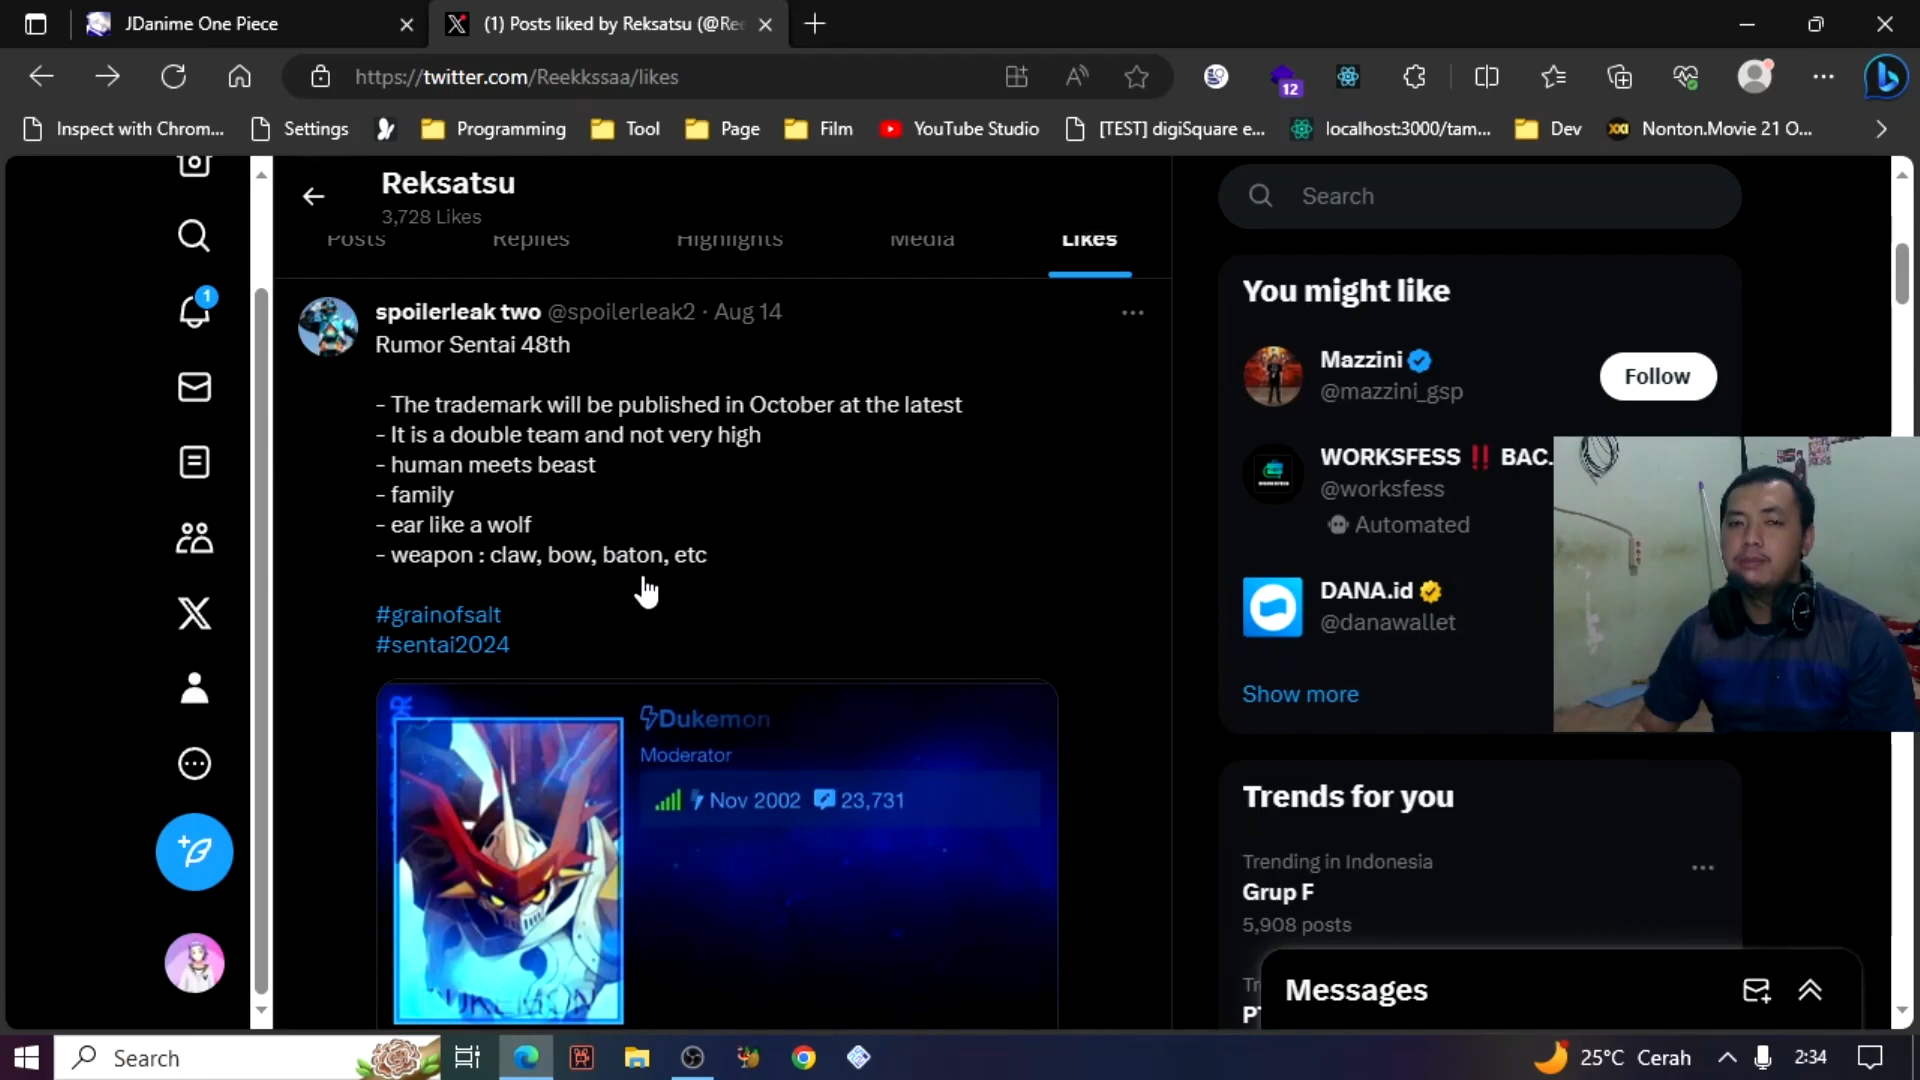 JDanime One Piece
(1) Posts liked by Reksatsu (@Ree
https://twitter.com/Reekkssaa/likes
12
Inspect with Chrom...
Settings
Programming
Tool
Page
Film
YouTube Studio
[TEST] digiSquare e...
localhost:3000/tam...
Dev
Nonton.Movie 21 O...
Reksatsu
3,728 Likes
Posts
Replies
Highlights
Media
Likes
1
spoilerleak two @spoilerleak2 · Aug 14
Rumor Sentai 48th
- The trademark will be published in October at the latest
- It is a double team and not very high
- human meets beast
- family
- ear like a wolf
- weapon : claw, bow, baton, etc
#grainofsalt
#sentai2024
Dukemon
Moderator
Nov 2002 23,731
DUKEMON
Search
You might like
Mazzini
@mazzini_gsp
Follow
WORKSFESS ‼ BAC.
@worksfess
Automated
DANA.id
@danawallet
Show more
Trends for you
Trending in Indonesia
Grup F
5,908 posts
Messages
Search
25°C Cerah
2:34